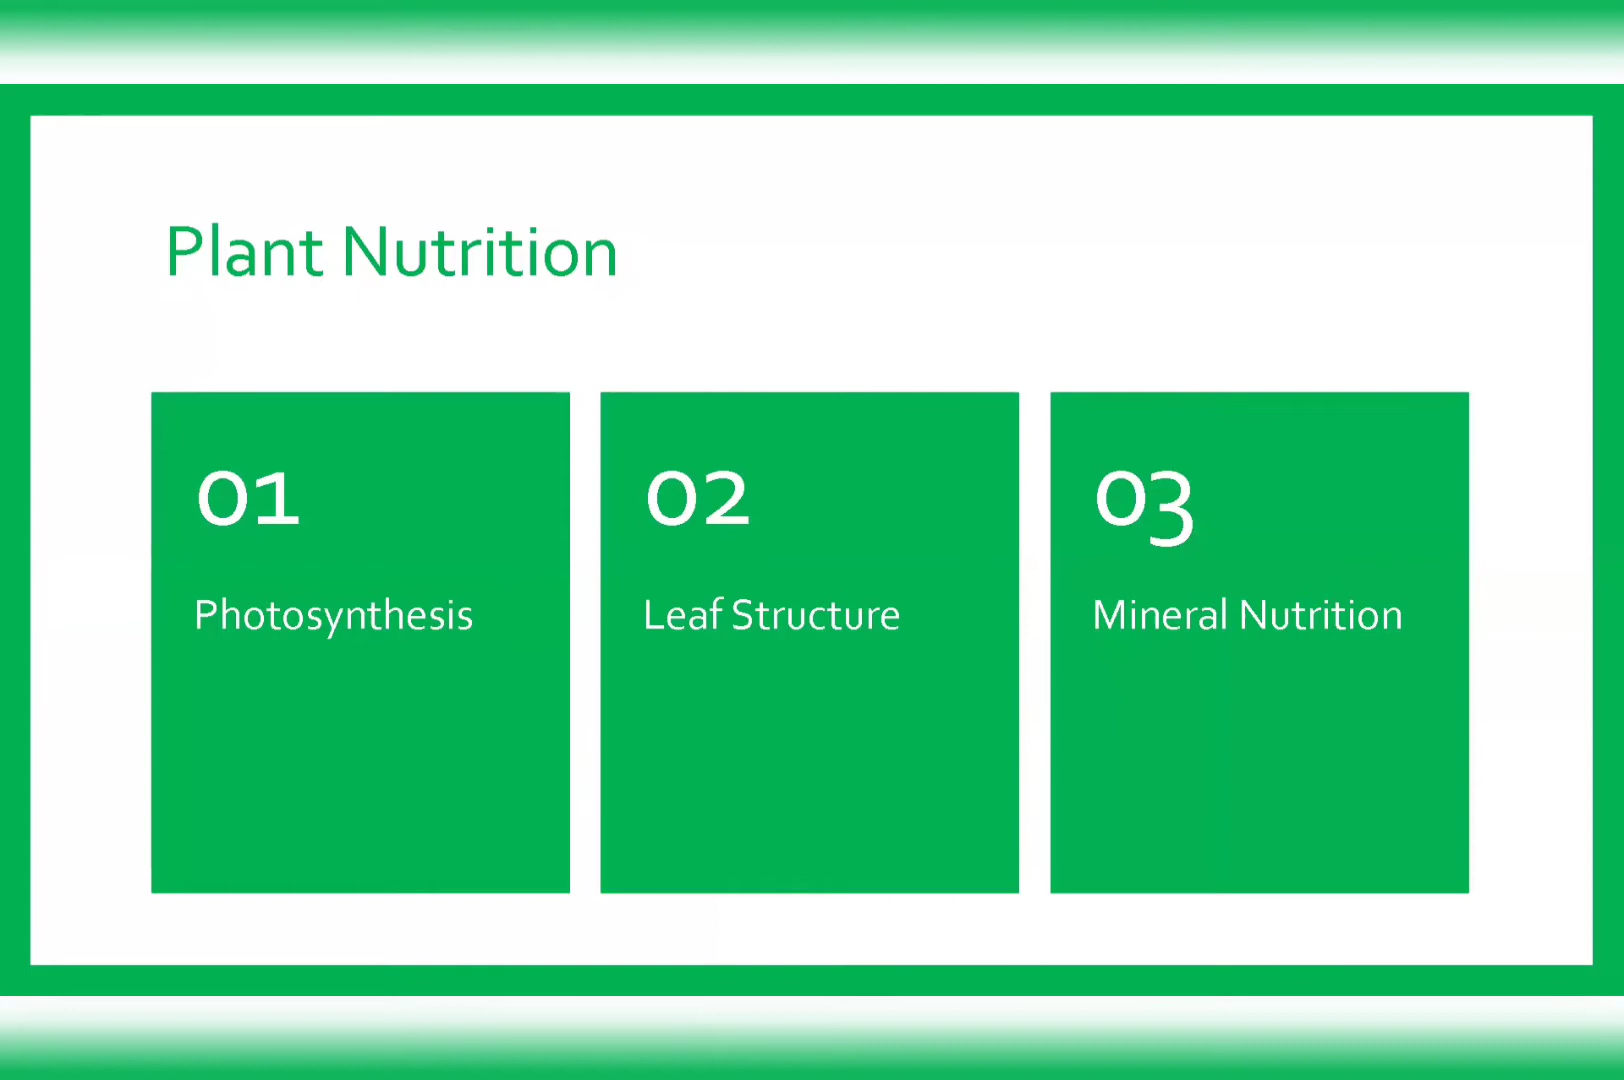 Plant Nutrition
01
Photosynthesis
02
Leaf Structure
03
Mineral Nutrition